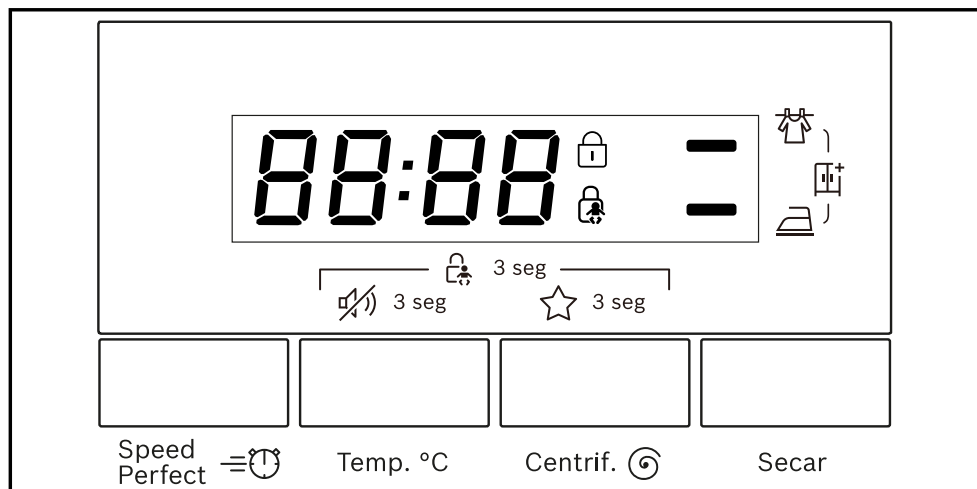 88:88
3 seg
3 seg
3 seg
Speed
Perfect
Temp. °C
Centrif.
Secar